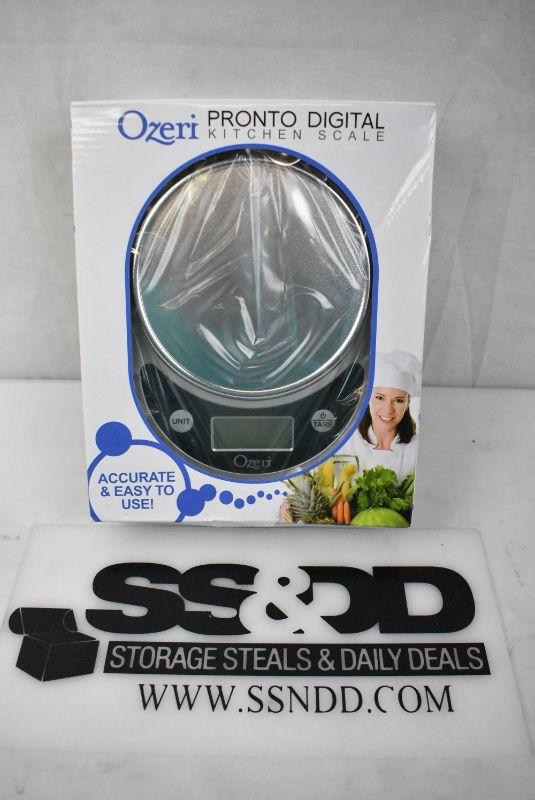 Ozeri PRONTO DIGITAL
KITCHEN SCALE
UNIT
TARE
Ozeri
ACCURATE
& EASY TO
USE!
SS&DD
STORAGE STEALS & DAILY DEALS
WWW.SSNDD.COM